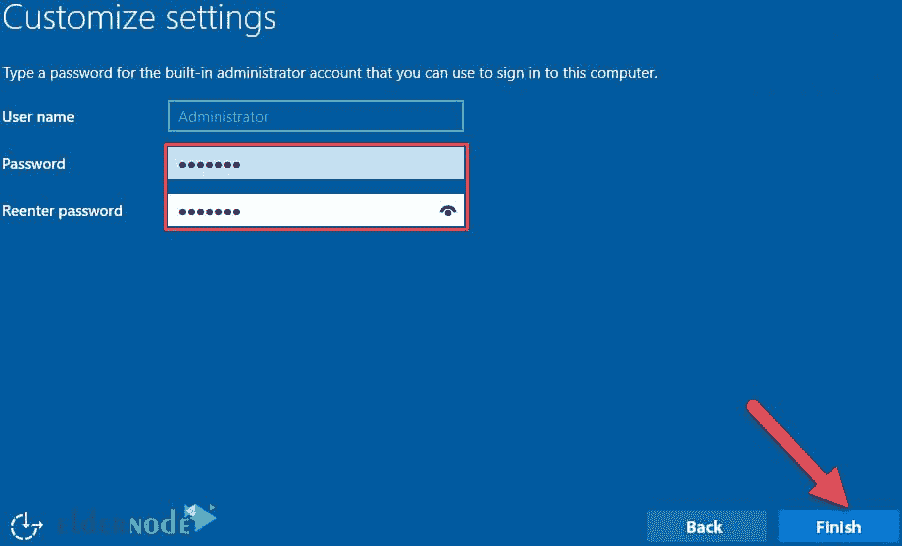 Customize settings
Type a password for the built-in administrator account that you can use to sign in to this computer.
User name
Administrator
Password
•••••••
Reenter password
•••••••
Back
Finish